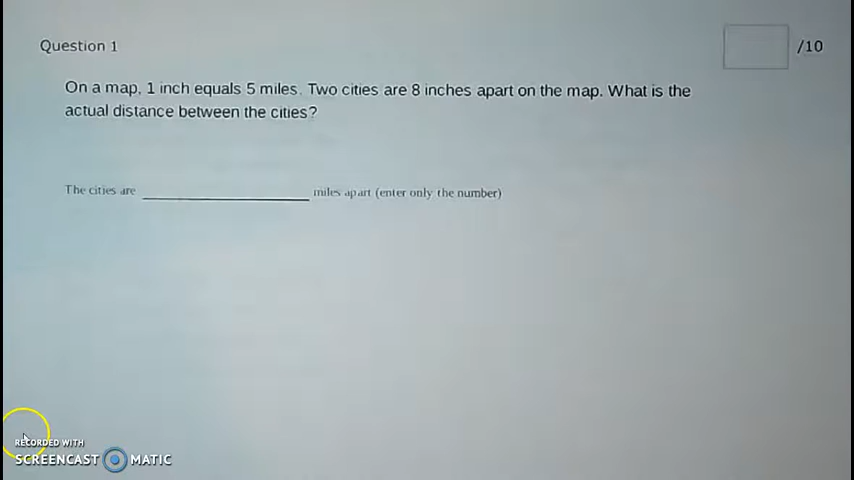 Question 1
/10
On a map, 1 inch equals 5 miles. Two cities are 8 inches apart on the map. What is the
actual distance between the cities?
The cities are ____________________ miles apart (enter only the number)
RECORDED WITH
SCREENCAST MATIC